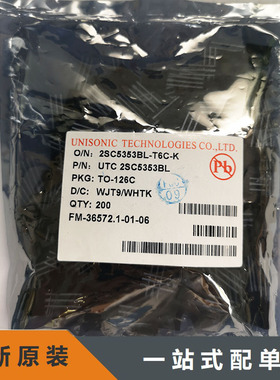 UNISONIC TECHNOLOGIES CO.,LTD.
O/N: 2SC5353BL-T6C-K
P/N: UTC 2SC5353BL
PKG: TO-126C
D/C: WJT9/WHTK
QTY: 200
FM-36572.1-01-06
Pb
新原装
一站式配单